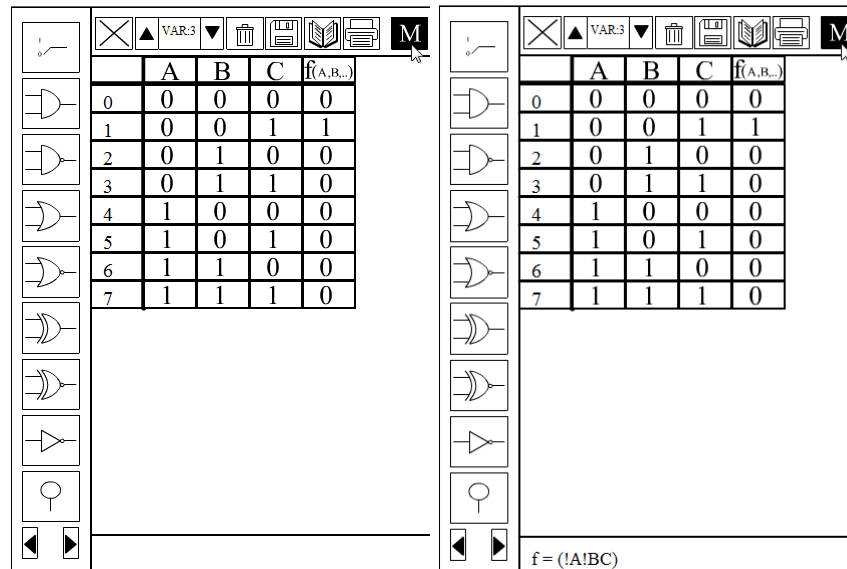 1
0
VAR:3
M
A B C f(A,B,..)
0 0 0 0 0
1 0 0 1 1
2 0 1 0 0
3 0 1 1 0
4 1 0 0 0
5 1 0 1 0
6 1 1 0 0
7 1 1 1 0
1
0
VAR:3
M
A B C f(A,B,..)
0 0 0 0 0
1 0 0 1 1
2 0 1 0 0
3 0 1 1 0
4 1 0 0 0
5 1 0 1 0
6 1 1 0 0
7 1 1 1 0
f = (!A!BC)